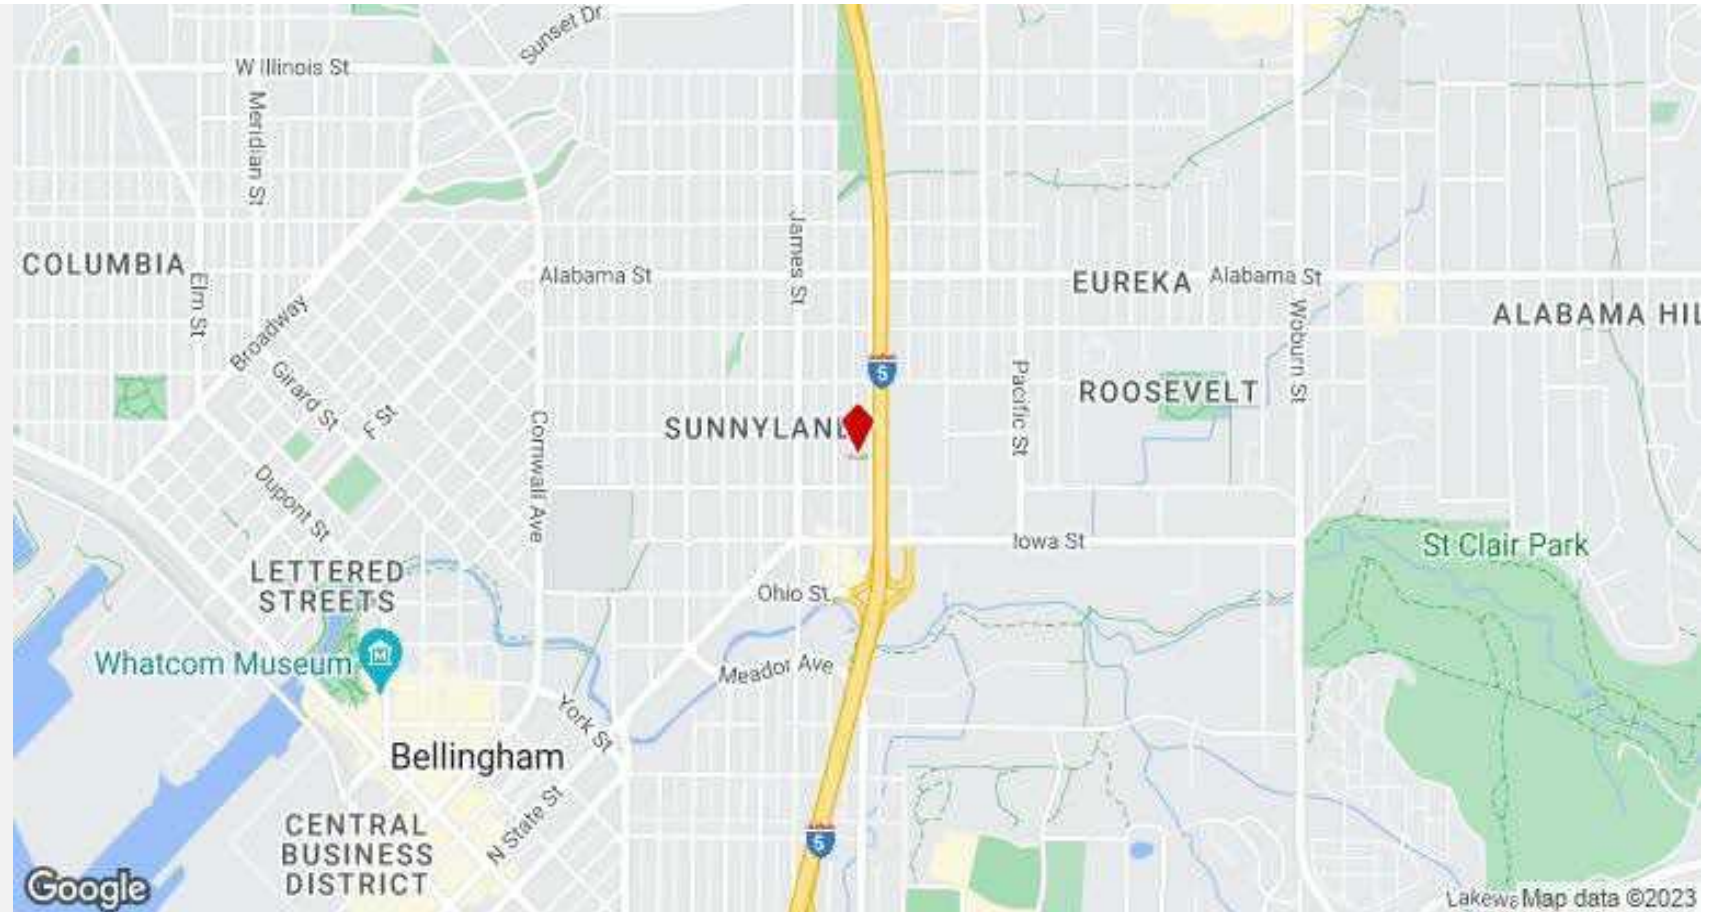 Sunset Dr
W Illinois St
Meridian St
James St
COLUMBIA
Elm St
Alabama St
EUREKA
Alabama St
ALABAMA HIL
Broadway
Woburn St
5
Girard St
F St
Pacific St
ROOSEVELT
SUNNYLAN
Cornwall Ave
Dupont St
Iowa St
St Clair Park
LETTERED
STREETS
Ohio St
Whatcom Museum
M
Meador Ave
York St
Bellingham
N State St
5
CENTRAL
BUSINESS
DISTRICT
Google
Lakewa
Map data ©2023